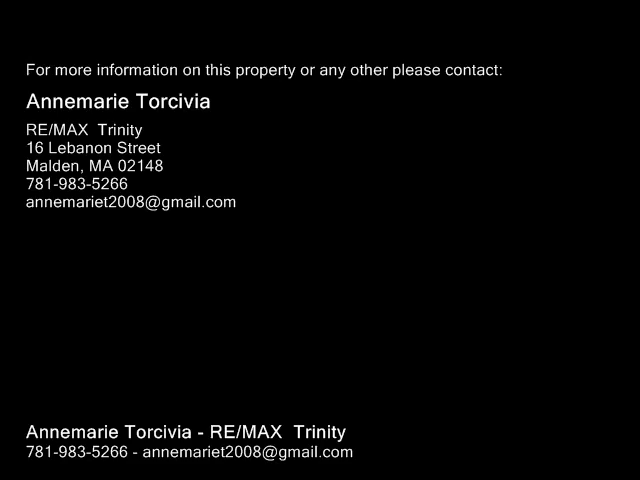 For more information on this property or any other please contact:
Annemarie Torcivia
RE/MAX  Trinity
16 Lebanon Street
Malden, MA 02148
781-983-5266
annemariet2008@gmail.com
Annemarie Torcivia - RE/MAX  Trinity
781-983-5266 - annemariet2008@gmail.com